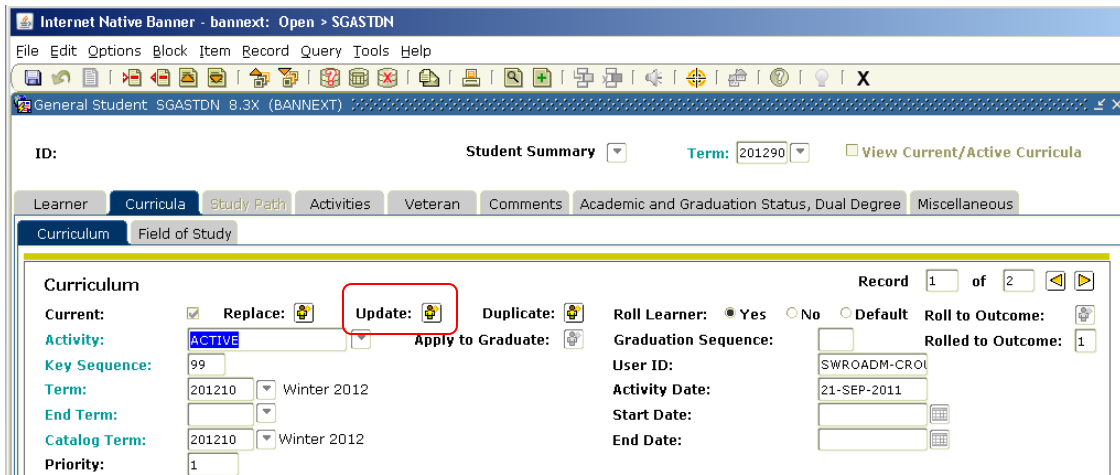 Internet Native Banner - bannext: Open > SGASTDN
File Edit Options Block Item Record Query Tools Help
General Student SGASTDN 8.3X (BANNEXT)
ID: Student Summary Term: 201290 View Current/Active Curricula
Learner Curricula Study Path Activities Veteran Comments Academic and Graduation Status, Dual Degree Miscellaneous
Curriculum Field of Study
Curriculum Record 1 of 2
Current: Replace: Update: Duplicate: Roll Learner: Yes No Default Roll to Outcome:
Activity: ACTIVE Apply to Graduate: Graduation Sequence: Rolled to Outcome: 1
Key Sequence: 99 User ID: SWROADM-CROU
Term: 201210 Winter 2012 Activity Date: 21-SEP-2011
End Term: Start Date:
Catalog Term: 201210 Winter 2012 End Date:
Priority: 1